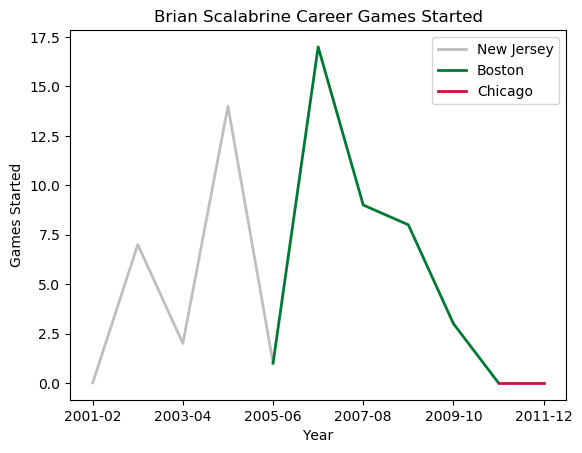 Brian Scalabrine Career Games Started
New Jersey
Boston
Chicago
17.5
15.0
12.5
10.0
7.5
5.0
2.5
0.0
Games Started
2001-02 2003-04 2005-06 2007-08 2009-10 2011-12
Year